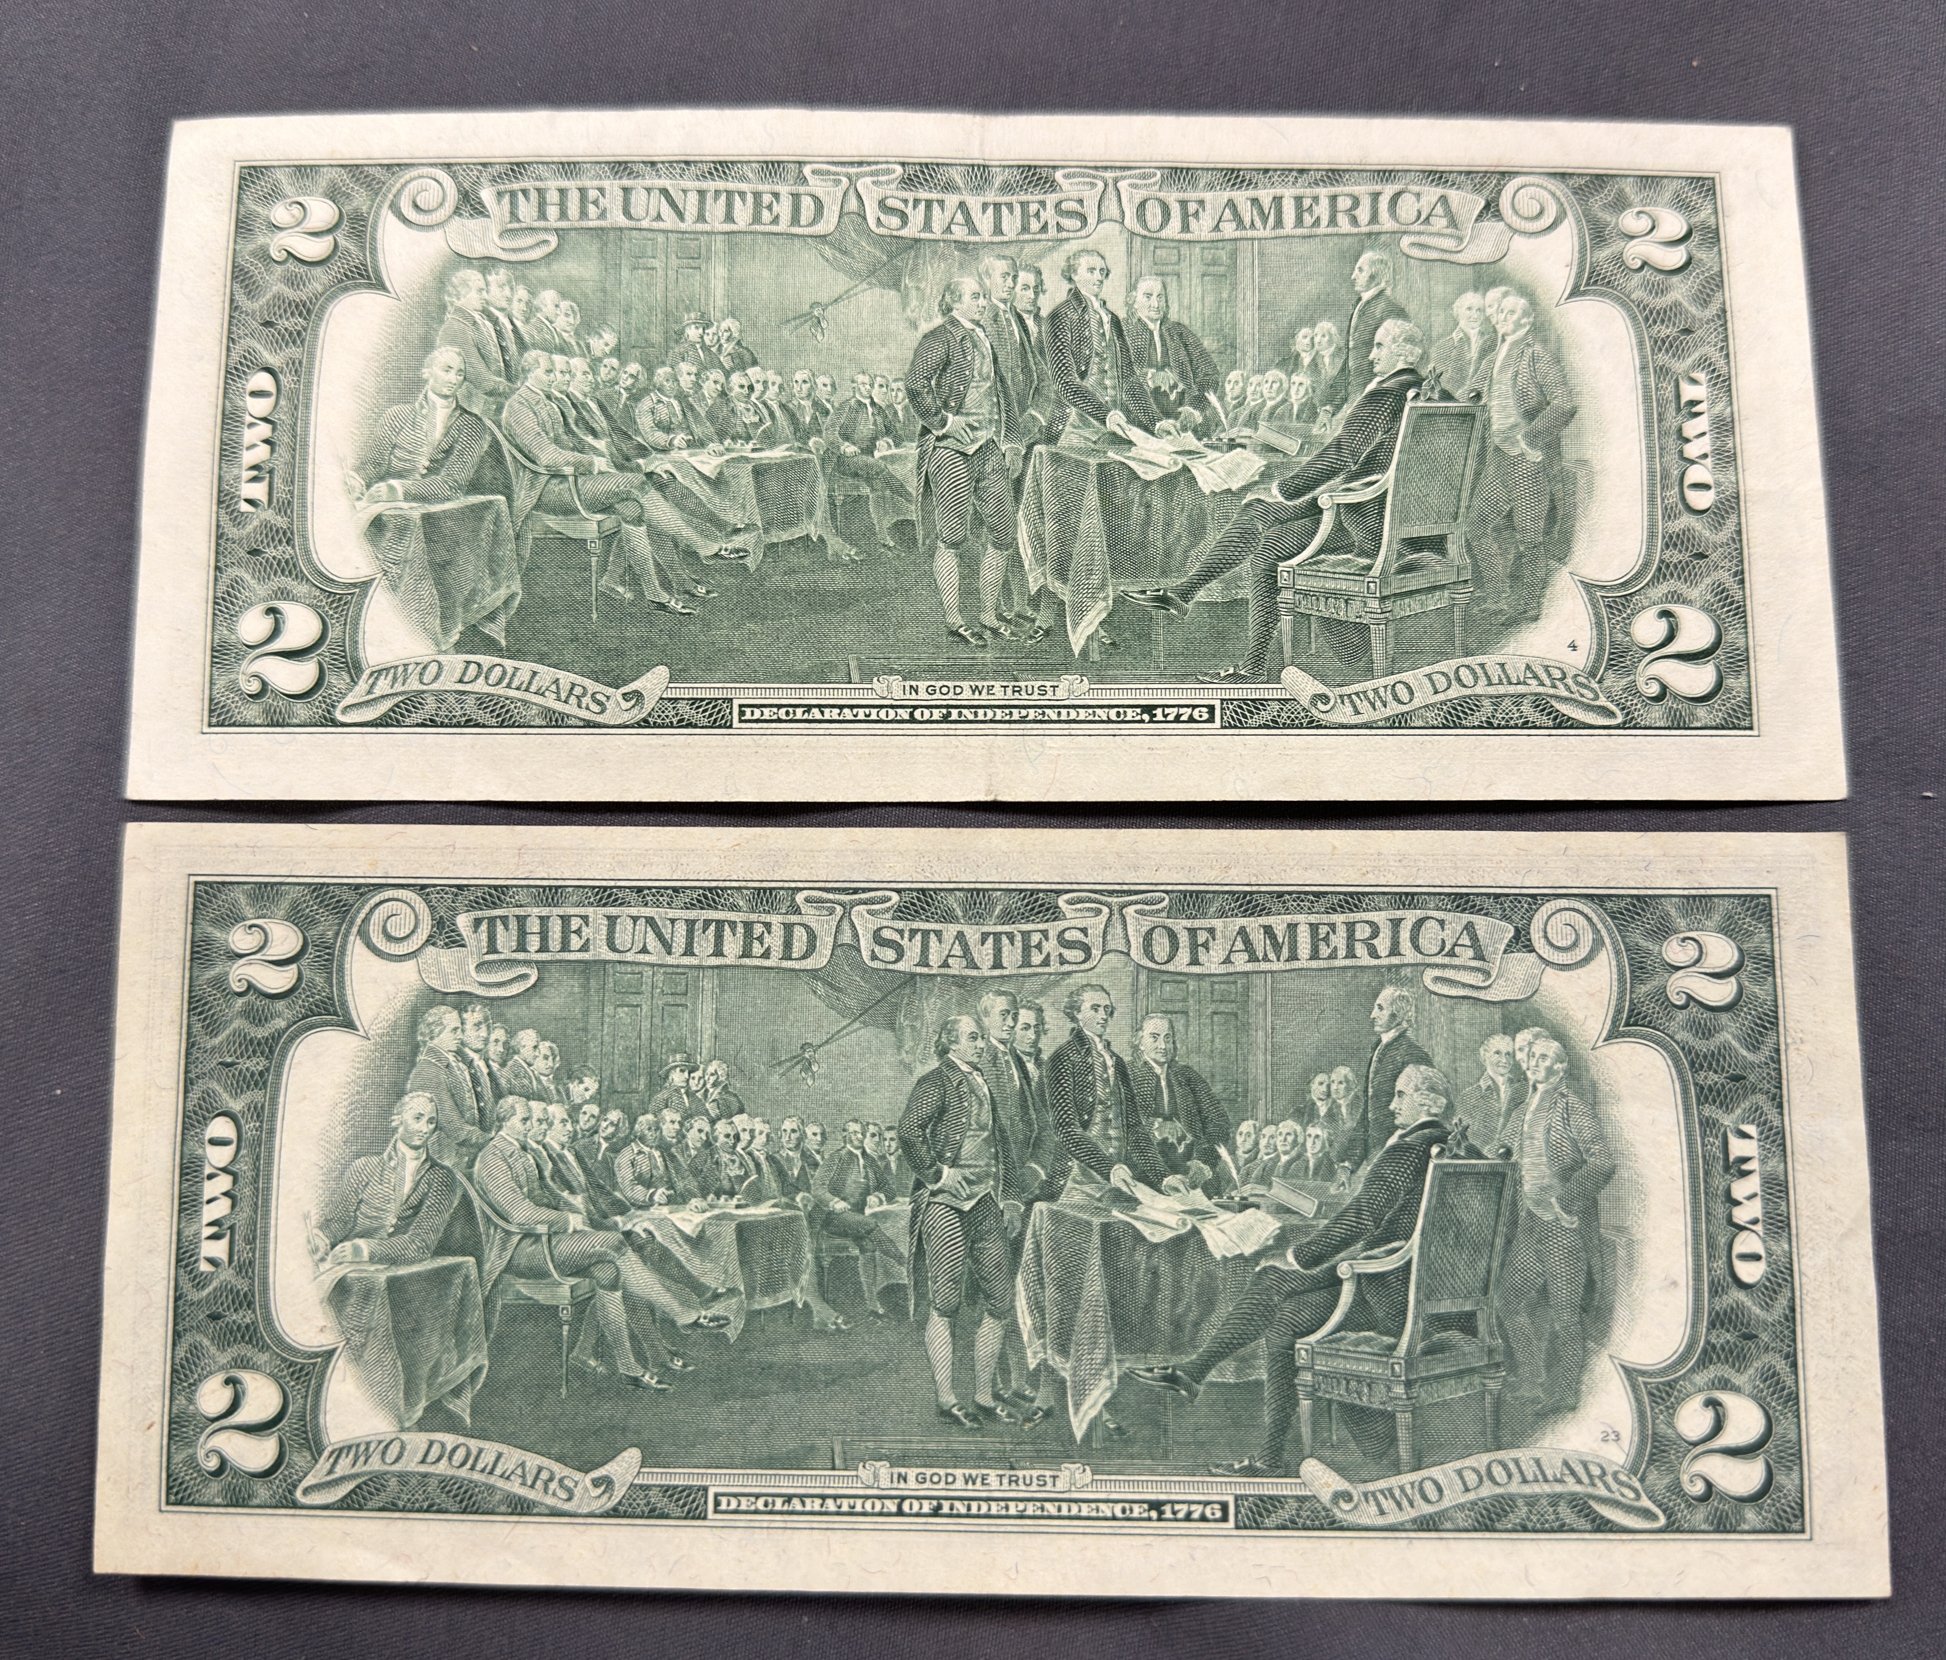 2 THE UNITED STATES OF AMERICA 2
TWO TWO
4
2 TWO DOLLARS IN GOD WE TRUST TWO DOLLARS 2
DECLARATION OF INDEPENDENCE, 1776
2 THE UNITED STATES OF AMERICA 2
TWO TWO
23
2 TWO DOLLARS IN GOD WE TRUST TWO DOLLARS 2
DECLARATION OF INDEPENDENCE, 1776